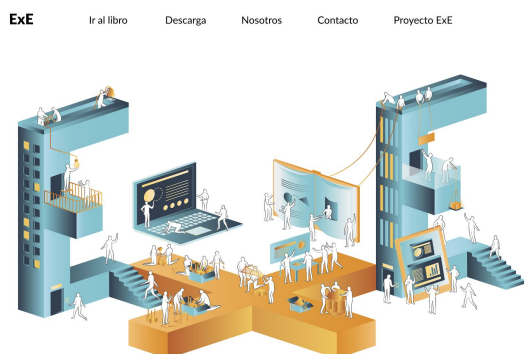 ExE
Ir al libro
Descarga
Nosotros
Contacto
Proyecto ExE